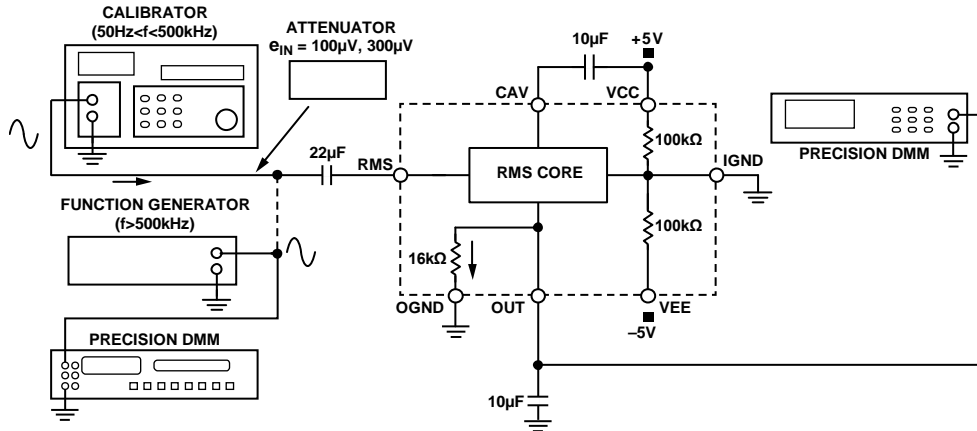 CALIBRATOR
(50Hz<f<500kHz)
ATTENUATOR
eIN = 100µV, 300µV
10µF
+5V
CAV
VCC
100kΩ
PRECISION DMM
22µF
RMS
RMS CORE
IGND
FUNCTION GENERATOR
(f>500kHz)
100kΩ
16kΩ
OGND
OUT
VEE
–5V
PRECISION DMM
10µF